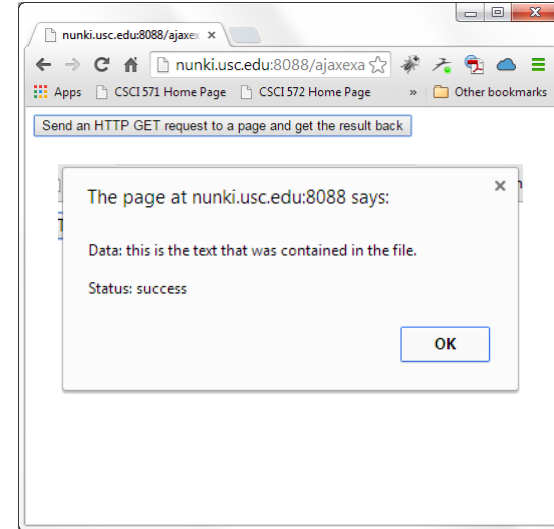 nunki.usc.edu:8088/ajaxex
nunki.usc.edu:8088/ajaxexa
Apps CSCI 571 Home Page CSCI 572 Home Page » Other bookmarks
Send an HTTP GET request to a page and get the result back
The page at nunki.usc.edu:8088 says:
Data: this is the text that was contained in the file.
Status: success
OK